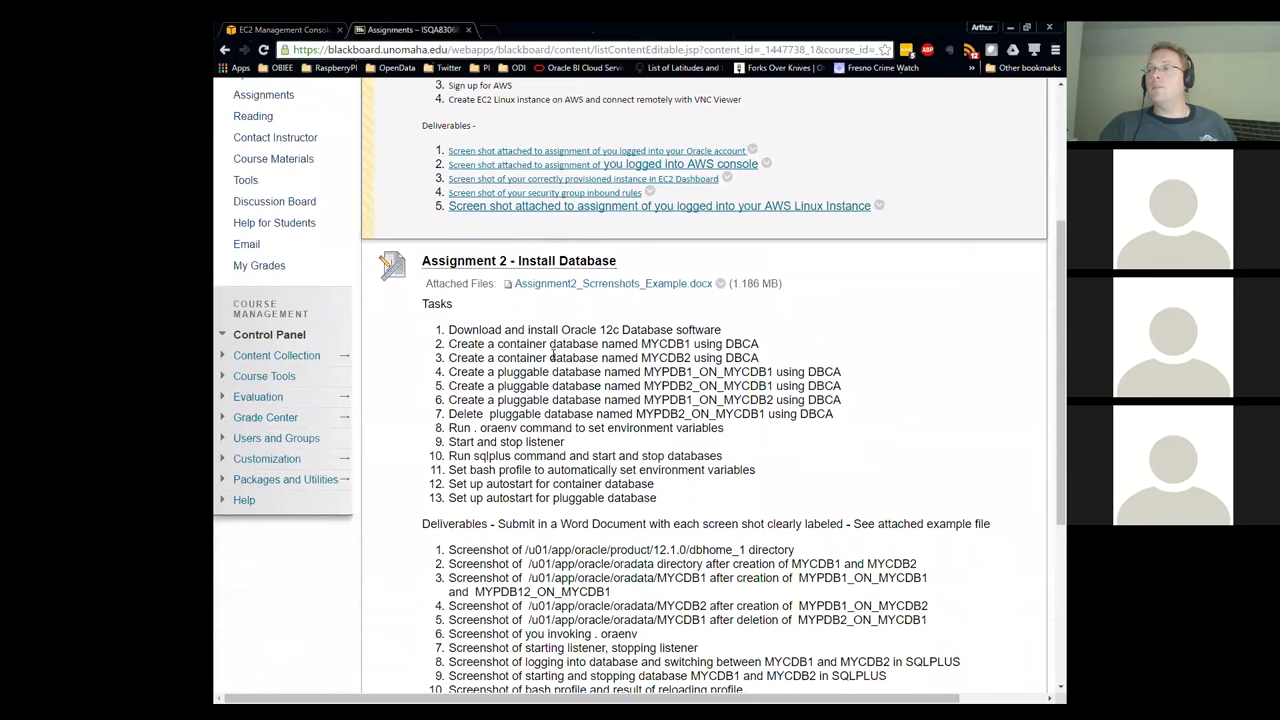 EC2 Management Consol
Assignments – ISQA8306
Arthur
https://blackboard.unomaha.edu/webapps/blackboard/content/listContentEditable.jsp?content_id=_1447738_1&course_id=_
Apps OBIEE RaspberryPI OpenData Twitter PI ODI Oracle BI Cloud Servi List of Latitudes and Forks Over Knives Fresno Crime Watch » Other bookmarks
Assignments
Reading
Contact Instructor
Course Materials
Tools
Discussion Board
Help for Students
Email
My Grades
COURSE
MANAGEMENT
Control Panel
Content Collection
Course Tools
Evaluation
Grade Center
Users and Groups
Customization
Packages and Utilities
Help
3. Sign up for AWS
4. Create EC2 Linux instance on AWS and connect remotely with VNC Viewer
Deliverables -
1. Screen shot attached to assignment of you logged into your Oracle account
2. Screen shot attached to assignment of you logged into AWS console
3. Screen shot of your correctly provisioned instance in EC2 Dashboard
4. Screen shot of your security group inbound rules
5. Screen shot attached to assignment of you logged into your AWS Linux Instance
Assignment 2 - Install Database
Attached Files: Assignment2_Scrrenshots_Example.docx (1.186 MB)
Tasks
1. Download and install Oracle 12c Database software
2. Create a container database named MYCDB1 using DBCA
3. Create a container database named MYCDB2 using DBCA
4. Create a pluggable database named MYPDB1_ON_MYCDB1 using DBCA
5. Create a pluggable database named MYPDB2_ON_MYCDB1 using DBCA
6. Create a pluggable database named MYPDB1_ON_MYCDB2 using DBCA
7. Delete pluggable database named MYPDB2_ON_MYCDB1 using DBCA
8. Run . oraenv command to set environment variables
9. Start and stop listener
10. Run sqlplus command and start and stop databases
11. Set bash profile to automatically set environment variables
12. Set up autostart for container database
13. Set up autostart for pluggable database
Deliverables - Submit in a Word Document with each screen shot clearly labeled - See attached example file
1. Screenshot of /u01/app/oracle/product/12.1.0/dbhome_1 directory
2. Screenshot of /u01/app/oracle/oradata directory after creation of MYCDB1 and MYCDB2
3. Screenshot of /u01/app/oracle/oradata/MYCDB1 after creation of MYPDB1_ON_MYCDB1
and MYPDB12_ON_MYCDB1
4. Screenshot of /u01/app/oracle/oradata/MYCDB2 after creation of MYPDB1_ON_MYCDB2
5. Screenshot of /u01/app/oracle/oradata/MYCDB1 after deletion of MYPDB2_ON_MYCDB1
6. Screenshot of you invoking . oraenv
7. Screenshot of starting listener, stopping listener
8. Screenshot of logging into database and switching between MYCDB1 and MYCDB2 in SQLPLUS
9. Screenshot of starting and stopping database MYCDB1 and MYCDB2 in SQLPLUS
10. Screenshot of bash profile and result of reloading profile